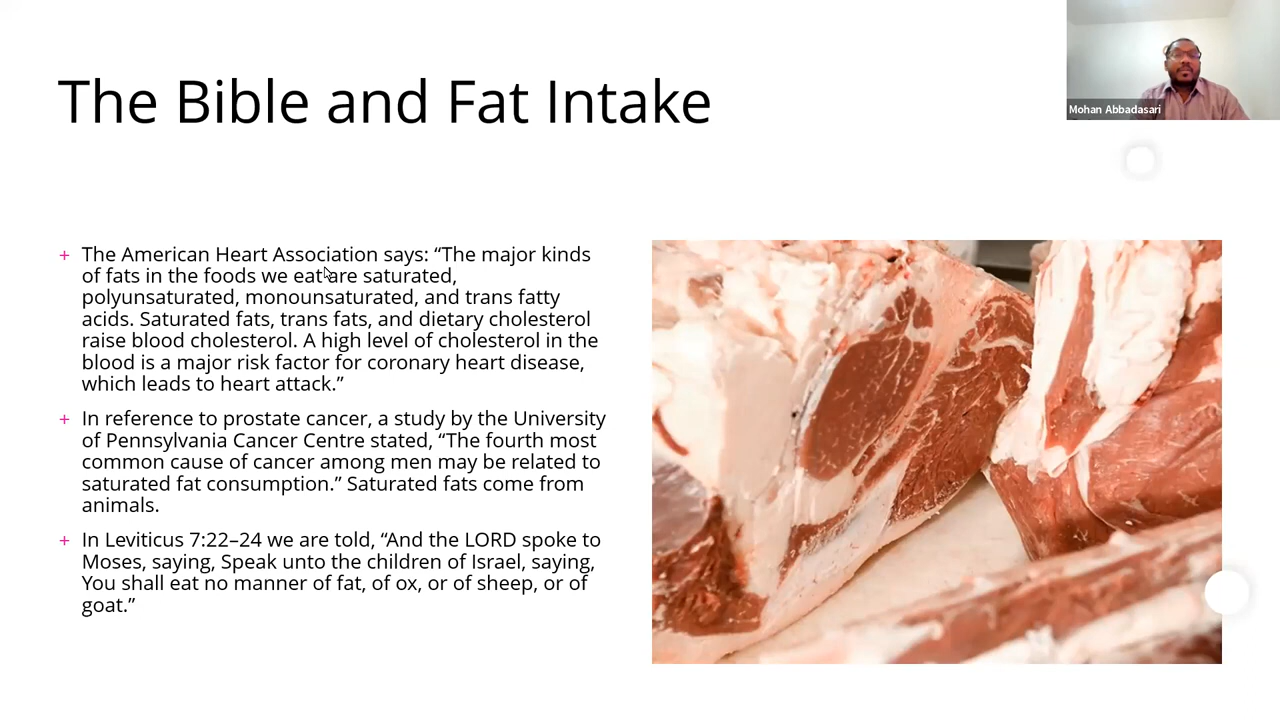 The Bible and Fat Intake
Mohan Abbadasari
+ The American Heart Association says: “The major kinds
of fats in the foods we eat are saturated,
polyunsaturated, monounsaturated, and trans fatty
acids. Saturated fats, trans fats, and dietary cholesterol
raise blood cholesterol. A high level of cholesterol in the
blood is a major risk factor for coronary heart disease,
which leads to heart attack.”
+ In reference to prostate cancer, a study by the University
of Pennsylvania Cancer Centre stated, “The fourth most
common cause of cancer among men may be related to
saturated fat consumption.” Saturated fats come from
animals.
+ In Leviticus 7:22–24 we are told, “And the LORD spoke to
Moses, saying, Speak unto the children of Israel, saying,
You shall eat no manner of fat, of ox, or of sheep, or of
goat.”